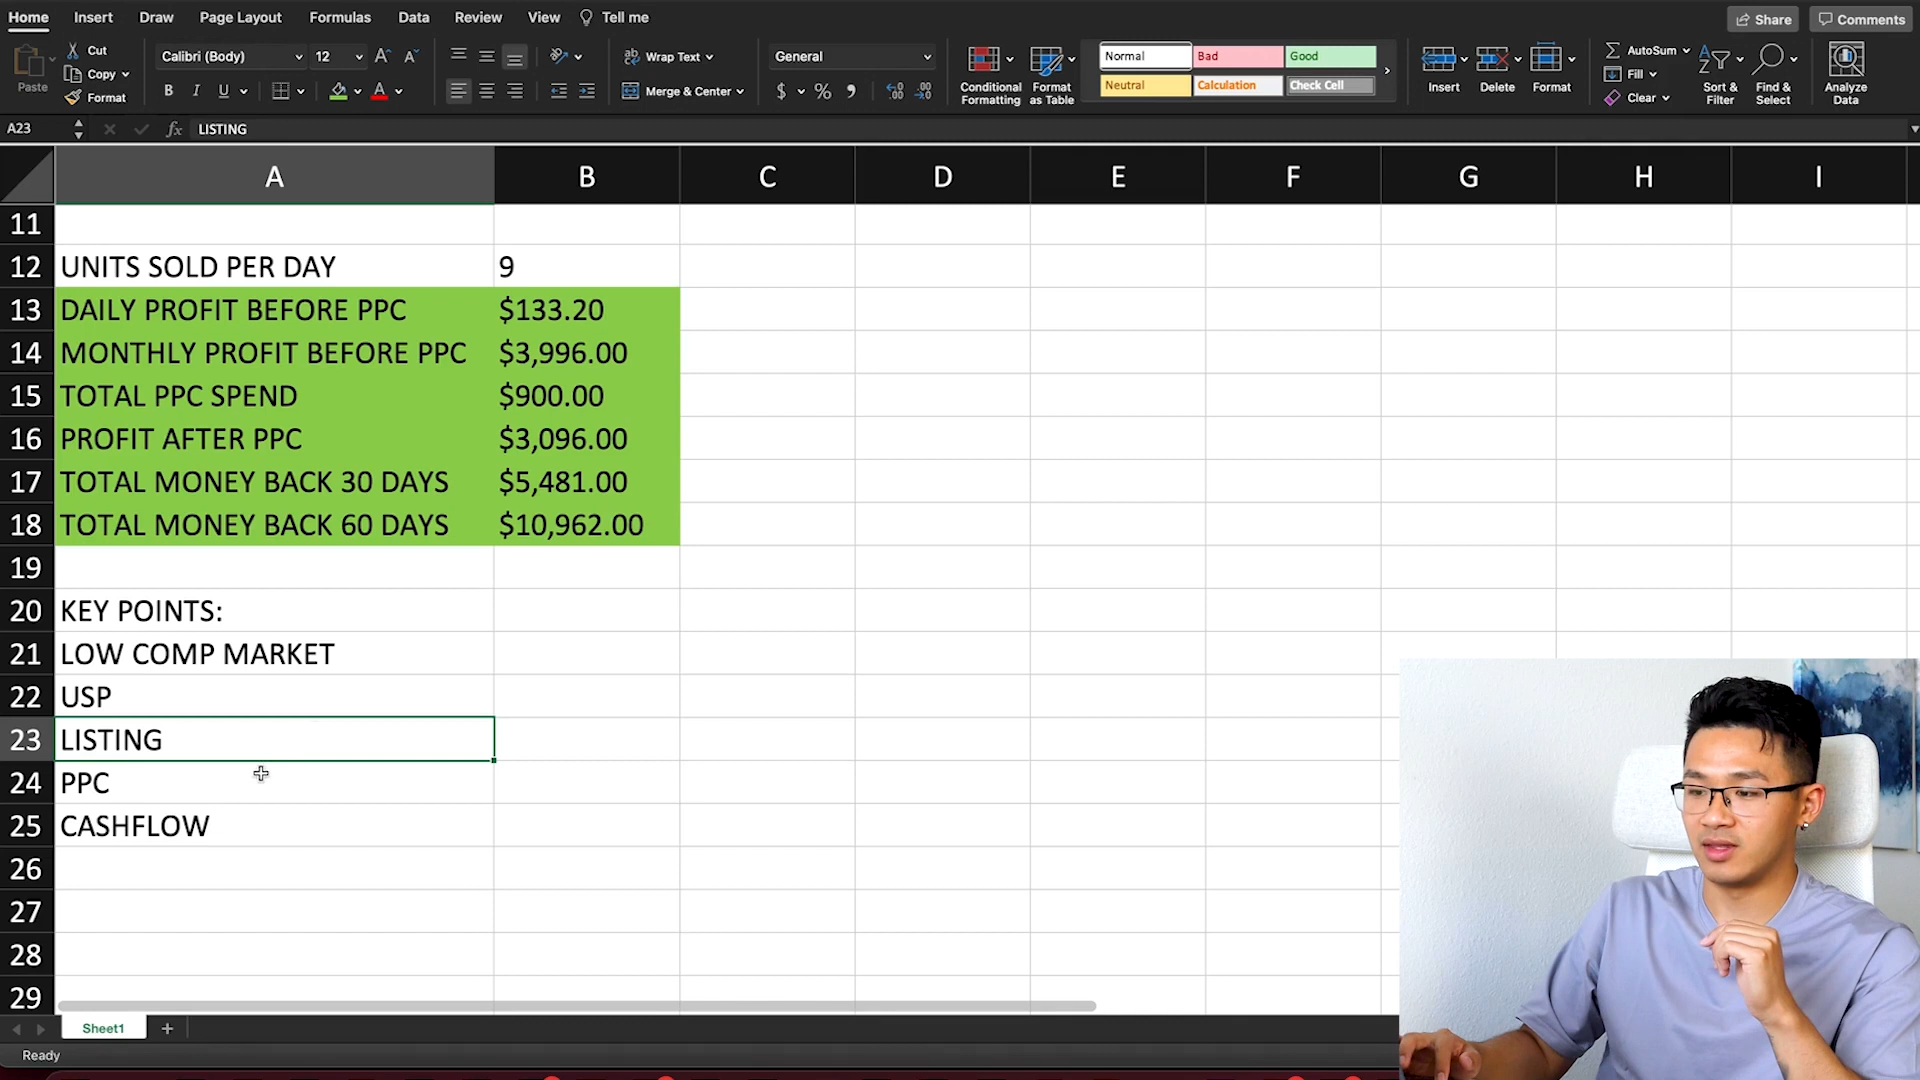 Home Insert Draw Page Layout Formulas Data Review View Tell me Share Comments
Paste Cut Copy Format
Calibri (Body) 12
B I U
Wrap Text
Merge & Center
General
$ % 9
Conditional Formatting
Format as Table
Normal Bad Good
Neutral Calculation Check Cell
Insert Delete Format
AutoSum
Fill
Clear
Sort & Filter
Find & Select
Analyze Data
A23 fx LISTING
A B C D E F G H I
11
12 UNITS SOLD PER DAY 9
13 DAILY PROFIT BEFORE PPC $133.20
14 MONTHLY PROFIT BEFORE PPC $3,996.00
15 TOTAL PPC SPEND $900.00
16 PROFIT AFTER PPC $3,096.00
17 TOTAL MONEY BACK 30 DAYS $5,481.00
18 TOTAL MONEY BACK 60 DAYS $10,962.00
19
20 KEY POINTS:
21 LOW COMP MARKET
22 USP
23 LISTING
24 PPC
25 CASHFLOW
26
27
28
29
Sheet1 +
Ready